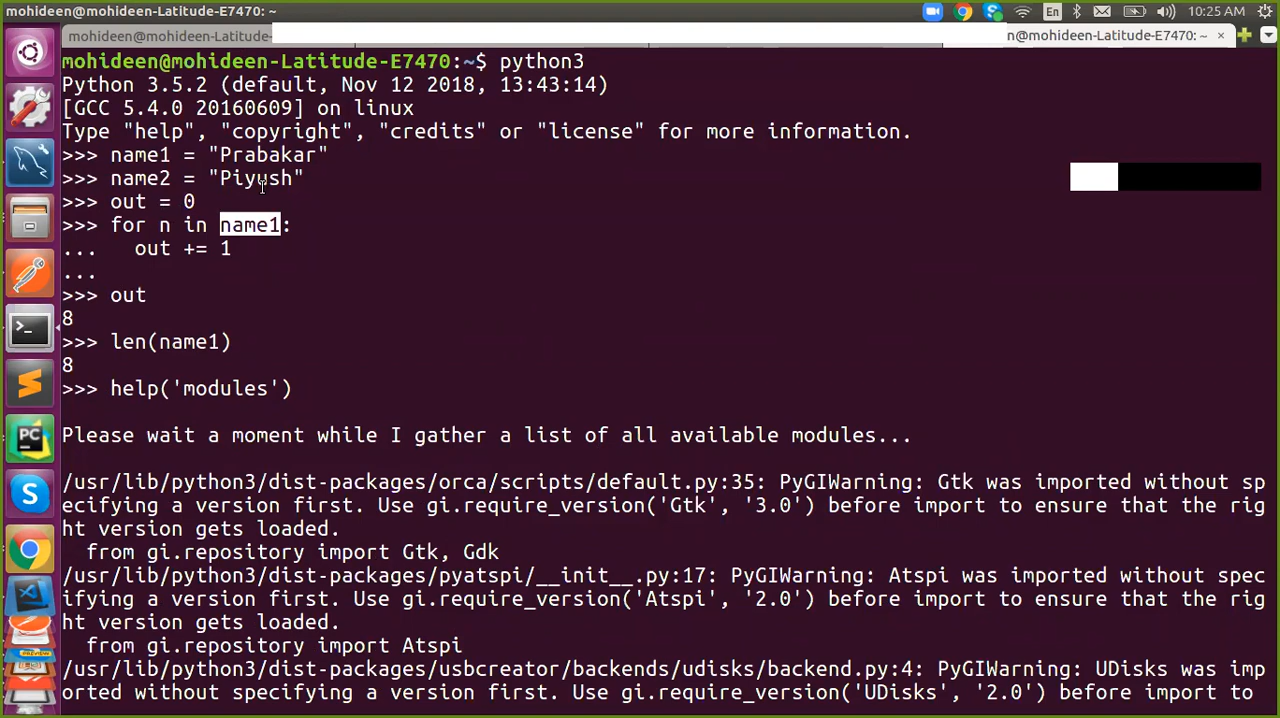 mohideen@mohideen-Latitude-E7470: ~
En
10:25 AM
mohideen@mohideen-Latitude-
n@mohideen-Latitude-E7470: ~
mohideen@mohideen-Latitude-E7470:~$ python3
Python 3.5.2 (default, Nov 12 2018, 13:43:14)
[GCC 5.4.0 20160609] on linux
Type "help", "copyright", "credits" or "license" for more information.
>>> name1 = "Prabakar"
>>> name2 = "Piyush"
>>> out = 0
>>> for n in name1:
...   out += 1
...
>>> out
8
>>> len(name1)
8
>>> help('modules')
Please wait a moment while I gather a list of all available modules...
/usr/lib/python3/dist-packages/orca/scripts/default.py:35: PyGIWarning: Gtk was imported without sp
ecifying a version first. Use gi.require_version('Gtk', '3.0') before import to ensure that the rig
ht version gets loaded.
  from gi.repository import Gtk, Gdk
/usr/lib/python3/dist-packages/pyatspi/__init__.py:17: PyGIWarning: Atspi was imported without spec
ifying a version first. Use gi.require_version('Atspi', '2.0') before import to ensure that the rig
ht version gets loaded.
  from gi.repository import Atspi
/usr/lib/python3/dist-packages/usbcreator/backends/udisks/backend.py:4: PyGIWarning: UDisks was imp
orted without specifying a version first. Use gi.require_version('UDisks', '2.0') before import to
PC
S